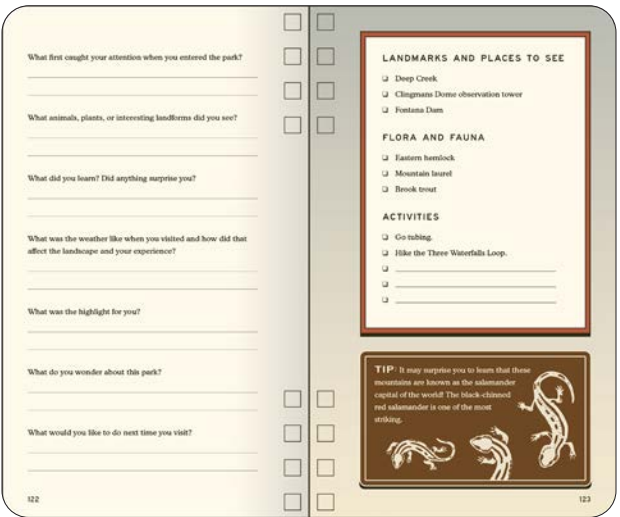 What first caught your attention when you entered the park?
What animals, plants, or interesting landforms did you see?
What did you learn? Did anything surprise you?
What was the weather like when you visited and how did that
affect the landscape and your experience?
What was the highlight for you?
What do you wonder about this park?
What would you like to do next time you visit?
122
LANDMARKS AND PLACES TO SEE
Deep Creek
Clingmans Dome observation tower
Fontana Dam
FLORA AND FAUNA
Eastern hemlock
Mountain laurel
Brook trout
ACTIVITIES
Go tubing.
Hike the Three Waterfalls Loop.
TIP: It may surprise you to learn that these
mountains are known as the salamander
capital of the world! The black-chinned
red salamander is one of the most
striking.
123